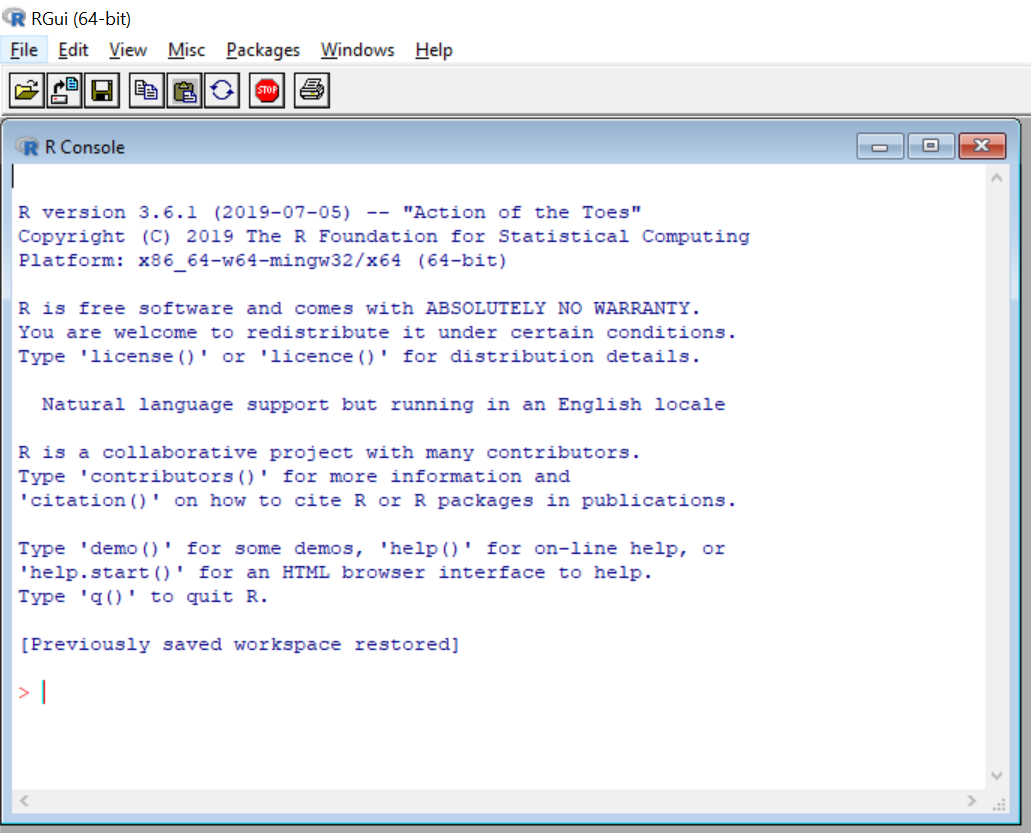 RGui (64-bit)
File Edit View Misc Packages Windows Help
STOP
R Console
R version 3.6.1 (2019-07-05) -- "Action of the Toes"
Copyright (C) 2019 The R Foundation for Statistical Computing
Platform: x86_64-w64-mingw32/x64 (64-bit)
R is free software and comes with ABSOLUTELY NO WARRANTY.
You are welcome to redistribute it under certain conditions.
Type 'license()' or 'licence()' for distribution details.
Natural language support but running in an English locale
R is a collaborative project with many contributors.
Type 'contributors()' for more information and
'citation()' on how to cite R or R packages in publications.
Type 'demo()' for some demos, 'help()' for on-line help, or
'help.start()' for an HTML browser interface to help.
Type 'q()' to quit R.
[Previously saved workspace restored]
>